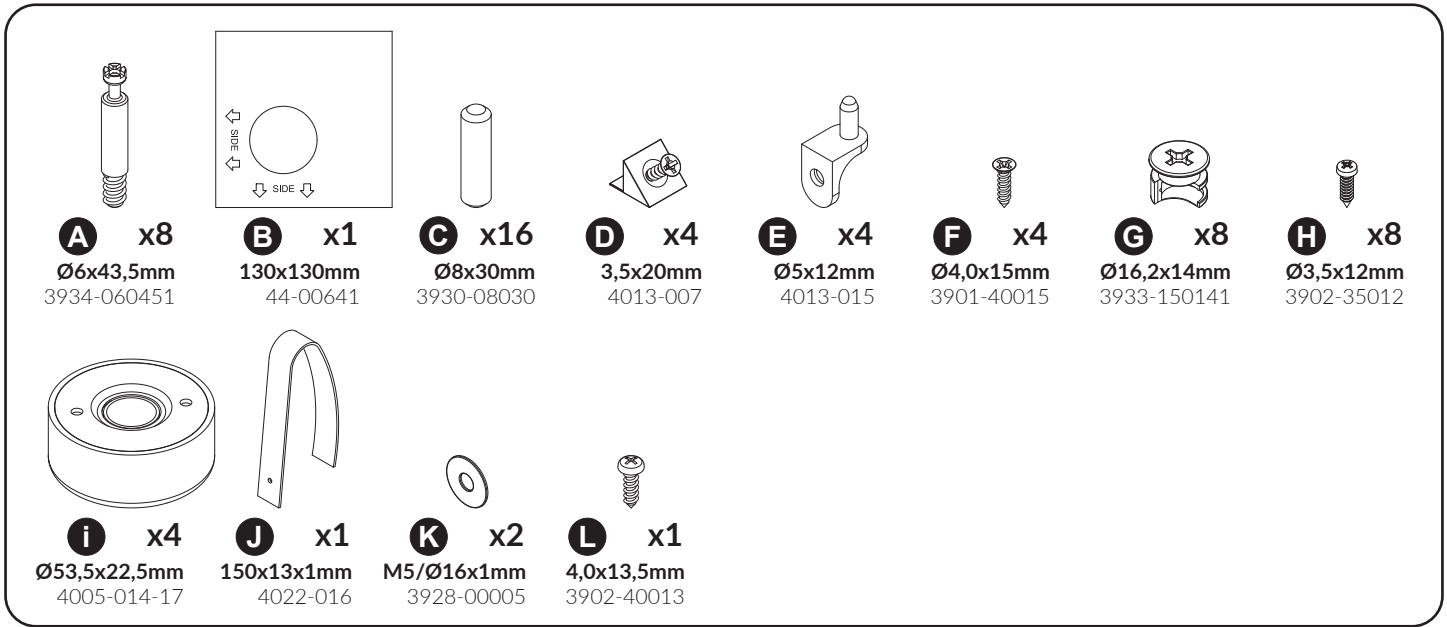 SIDE
SIDE
A x8
Ø6x43,5mm
3934-060451
B x1
130x130mm
44-00641
C x16
Ø8x30mm
3930-08030
D x4
3,5x20mm
4013-007
E x4
Ø5x12mm
4013-015
F x4
Ø4,0x15mm
3901-40015
G x8
Ø16,2x14mm
3933-150141
H x8
Ø3,5x12mm
3902-35012
i x4
Ø53,5x22,5mm
4005-014-17
J x1
150x13x1mm
4022-016
K x2
M5/Ø16x1mm
3928-00005
L x1
4,0x13,5mm
3902-40013